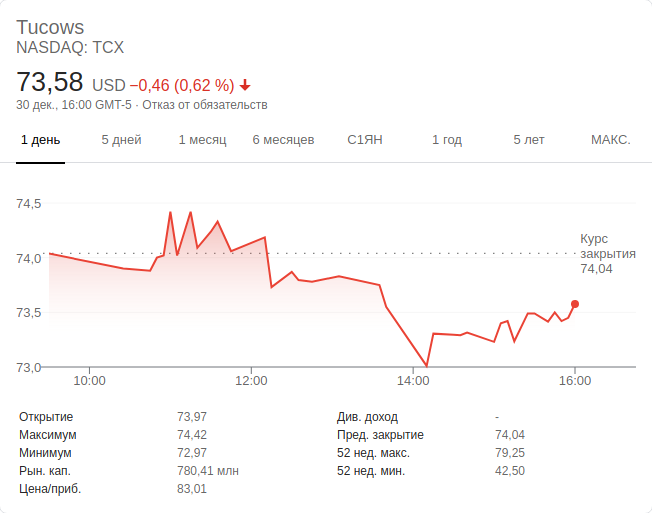 Tucows
NASDAQ: TCX
73,58 USD −0,46 (0,62 %)
30 дек., 16:00 GMT-5 · Отказ от обязательств
1 день 5 дней 1 месяц 6 месяцев С1ЯН 1 год 5 лет МАКС.
74,5
74,0
73,5
73,0
Курс
закрытия
74,04
10:00 12:00 14:00 16:00
Открытие 73,97 Див. доход -
Максимум 74,42 Пред. закрытие 74,04
Минимум 72,97 52 нед. макс. 79,25
Рын. кап. 780,41 млн 52 нед. мин. 42,50
Цена/приб. 83,01